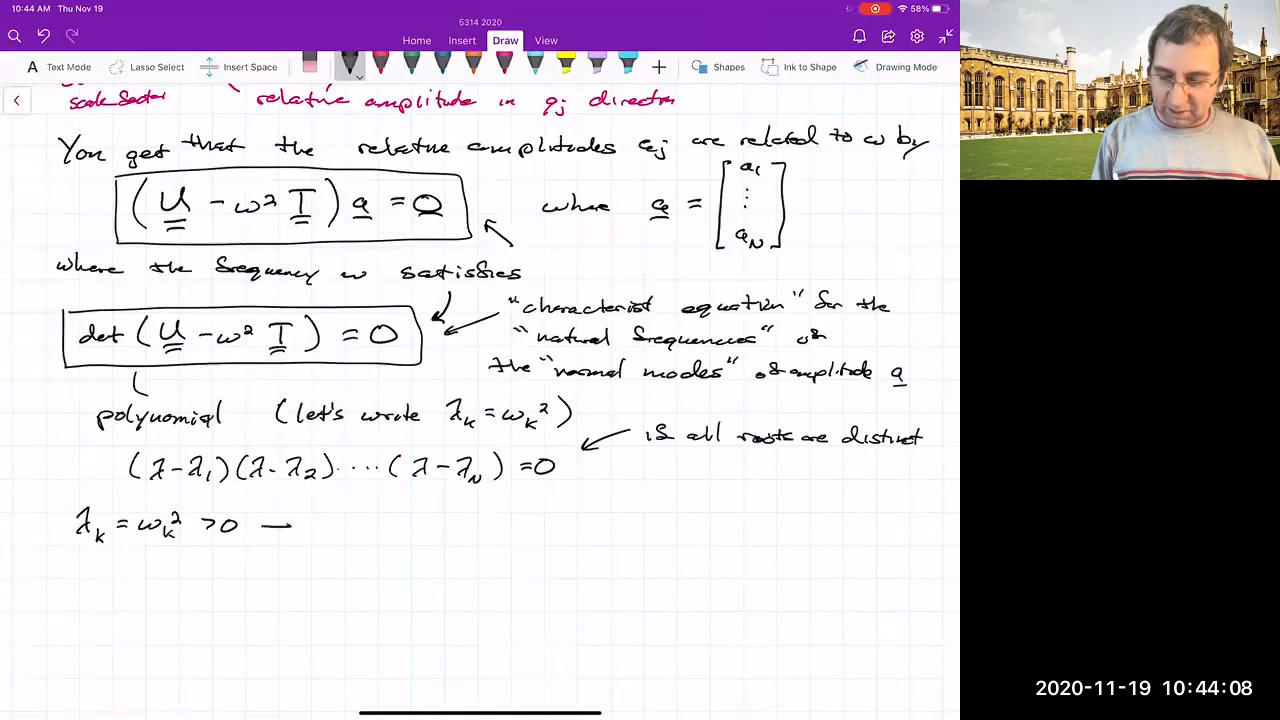 10:44 AM Thu Nov 19
58%
5314 2020
Home Insert Draw View
Text Mode Lasso Select Insert Space Shapes Ink to Shape Drawing Mode
scale factor relative amplitude in qj direction
You get that the relative amplitudes aj are related to ω by
(U - ω² T) a = 0 where a = [a1 ⋮ aN]
where the frequency ω satisfies
det (U - ω² T) = 0
"characterist equation" for the
"natural frequencies" of
the "normal modes" of amplitude a
polynomial (let's write λk = ωk²)
if all roots are distinct
(λ-λ1)(λ-λ2)····(λ-λN) = 0
λk = ωk² > 0 —
2020-11-19 10:44:08